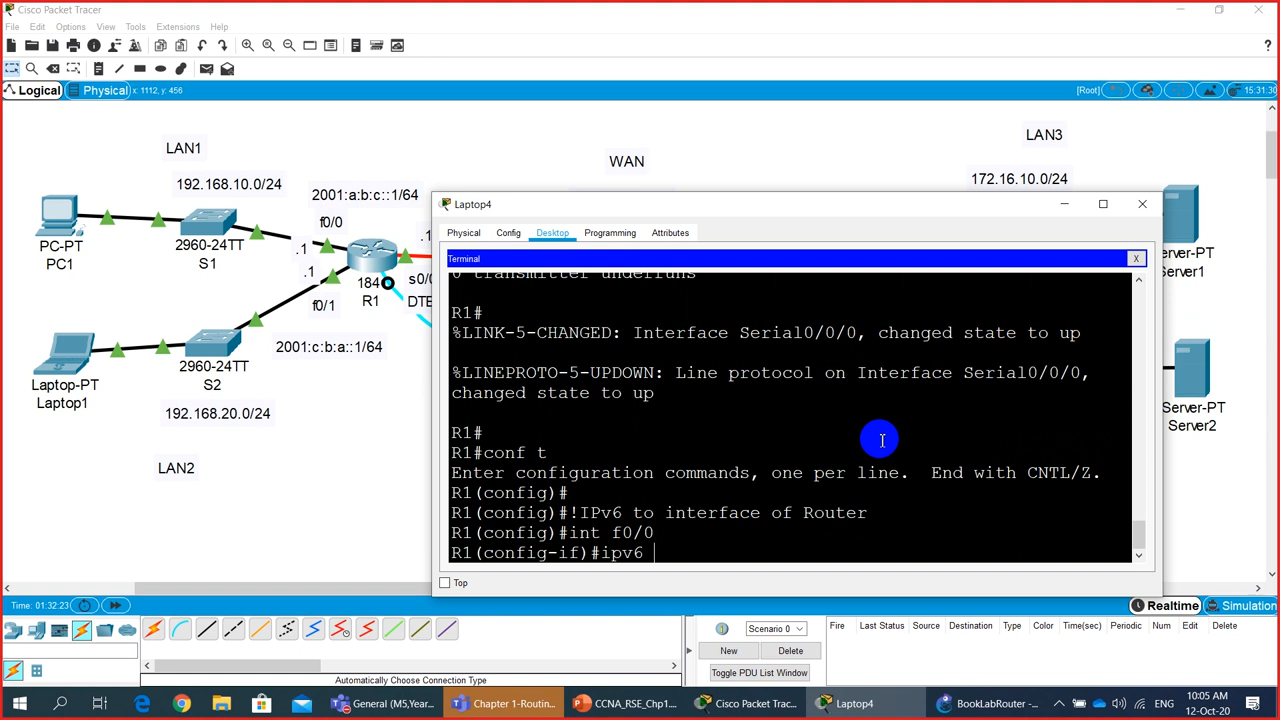 Cisco Packet Tracer
File Edit Options View Tools Extensions Help
Logical Physical x: 1112, y: 456 [Root] 15:31:30
LAN1
WAN
LAN3
192.168.10.0/24
172.16.10.0/24
2001:a:b:c::1/64
f0/0
PC-PT
PC1
2960-24TT
S1
.1
.1
184
R1
.1
s0/0
DTE
f0/1
2001:c:b:a::1/64
Laptop-PT
Laptop1
2960-24TT
S2
192.168.20.0/24
LAN2
Server-PT
Server1
Server-PT
Server2
Laptop4
Physical Config Desktop Programming Attributes
Terminal X
0 transmitter underruns
R1#
%LINK-5-CHANGED: Interface Serial0/0/0, changed state to up
%LINEPROTO-5-UPDOWN: Line protocol on Interface Serial0/0/0,
changed state to up
R1#
R1#conf t
Enter configuration commands, one per line. End with CNTL/Z.
R1(config)#
R1(config)#!IPv6 to interface of Router
R1(config)#int f0/0
R1(config-if)#ipv6
Top
Time: 01:32:23 Realtime Simulation
Scenario 0
New Delete
Toggle PDU List Window
Fire Last Status Source Destination Type Color Time(sec) Periodic Num Edit Delete
Automatically Choose Connection Type
General (M5,Year... Chapter 1-Routin... CCNA_RSE_Chp1.... Cisco Packet Tracer Laptop4 BookLabRouter -... ENG
10:05 AM
12-Oct-20